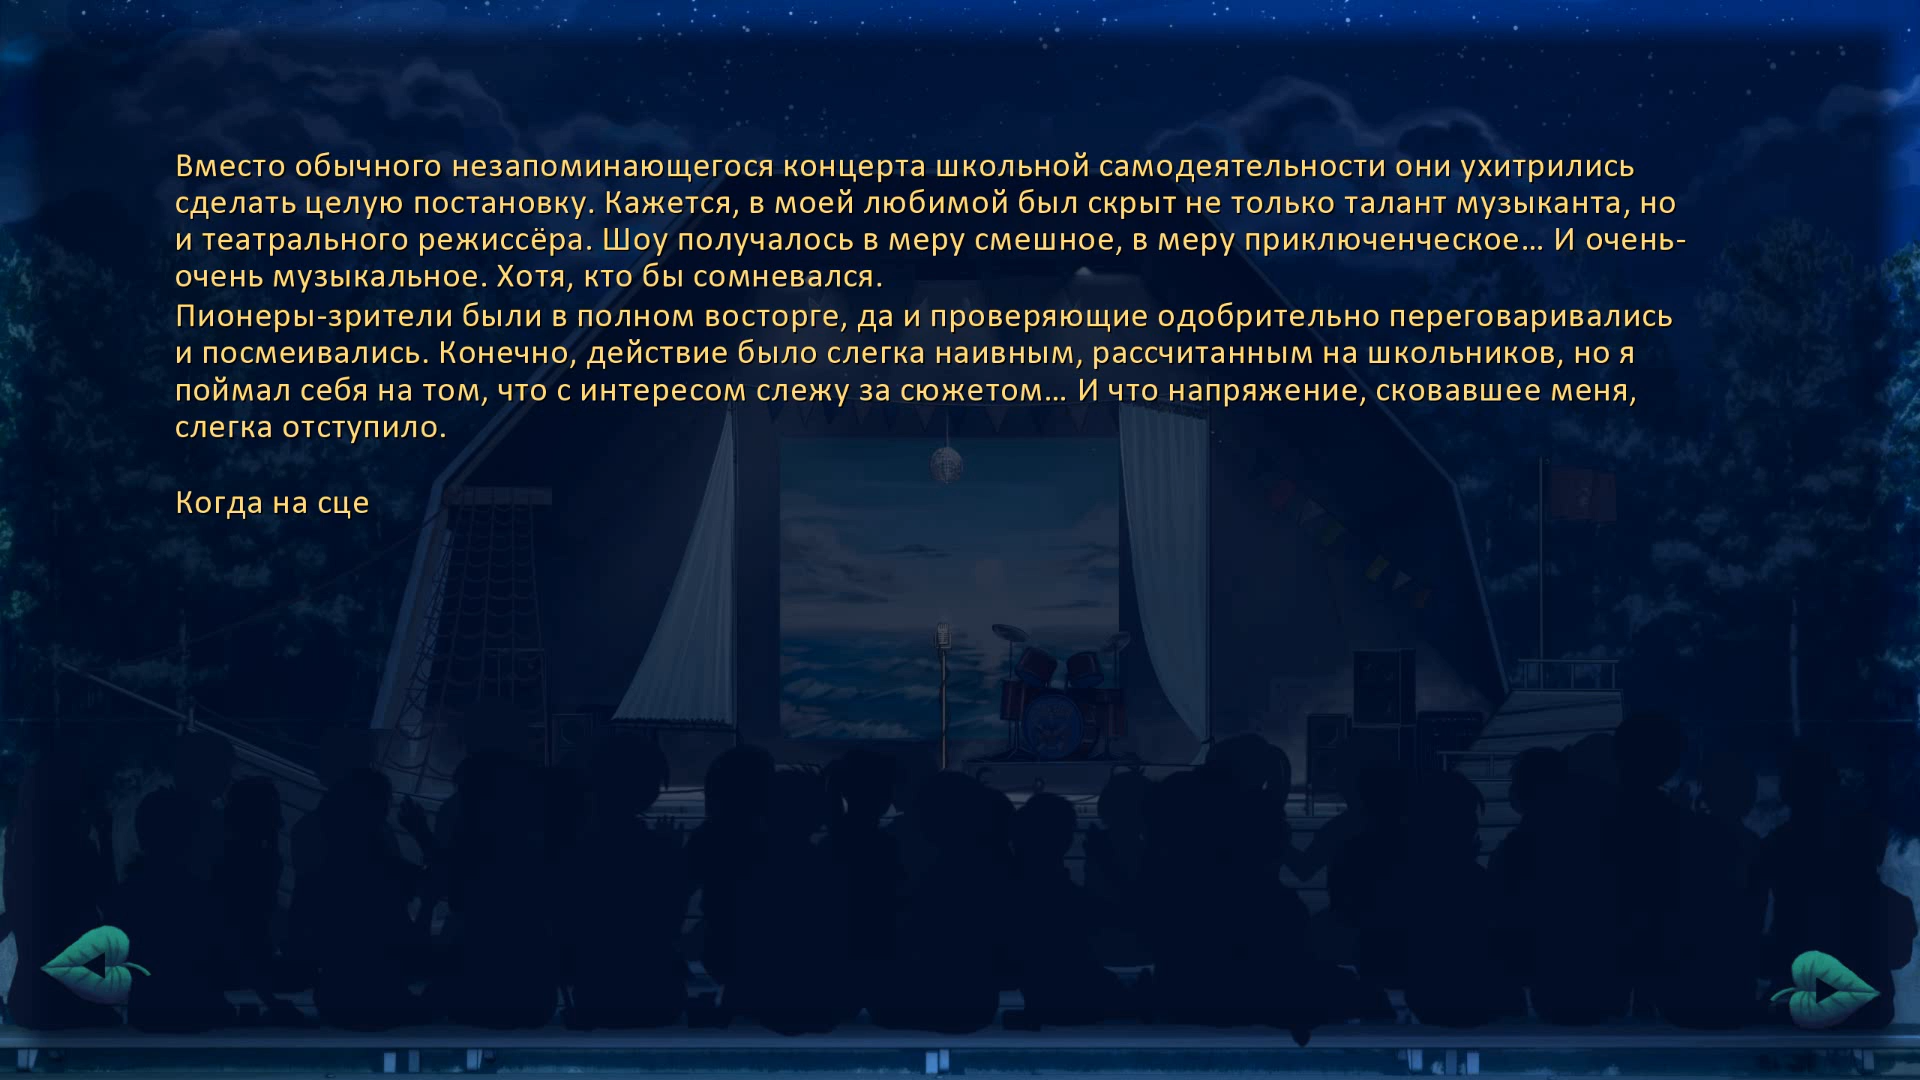 Вместо обычного незапоминающегося концерта школьной самодеятельности они ухитрились
сделать целую постановку. Кажется, в моей любимой был скрыт не только талант музыканта, но
и театрального режиссёра. Шоу получалось в меру смешное, в меру приключенческое… И очень-
очень музыкальное. Хотя, кто бы сомневался.
Пионеры-зрители были в полном восторге, да и проверяющие одобрительно переговаривались
и посмеивались. Конечно, действие было слегка наивным, рассчитанным на школьников, но я
поймал себя на том, что с интересом слежу за сюжетом… И что напряжение, сковавшее меня,
слегка отступило.
Когда на сце